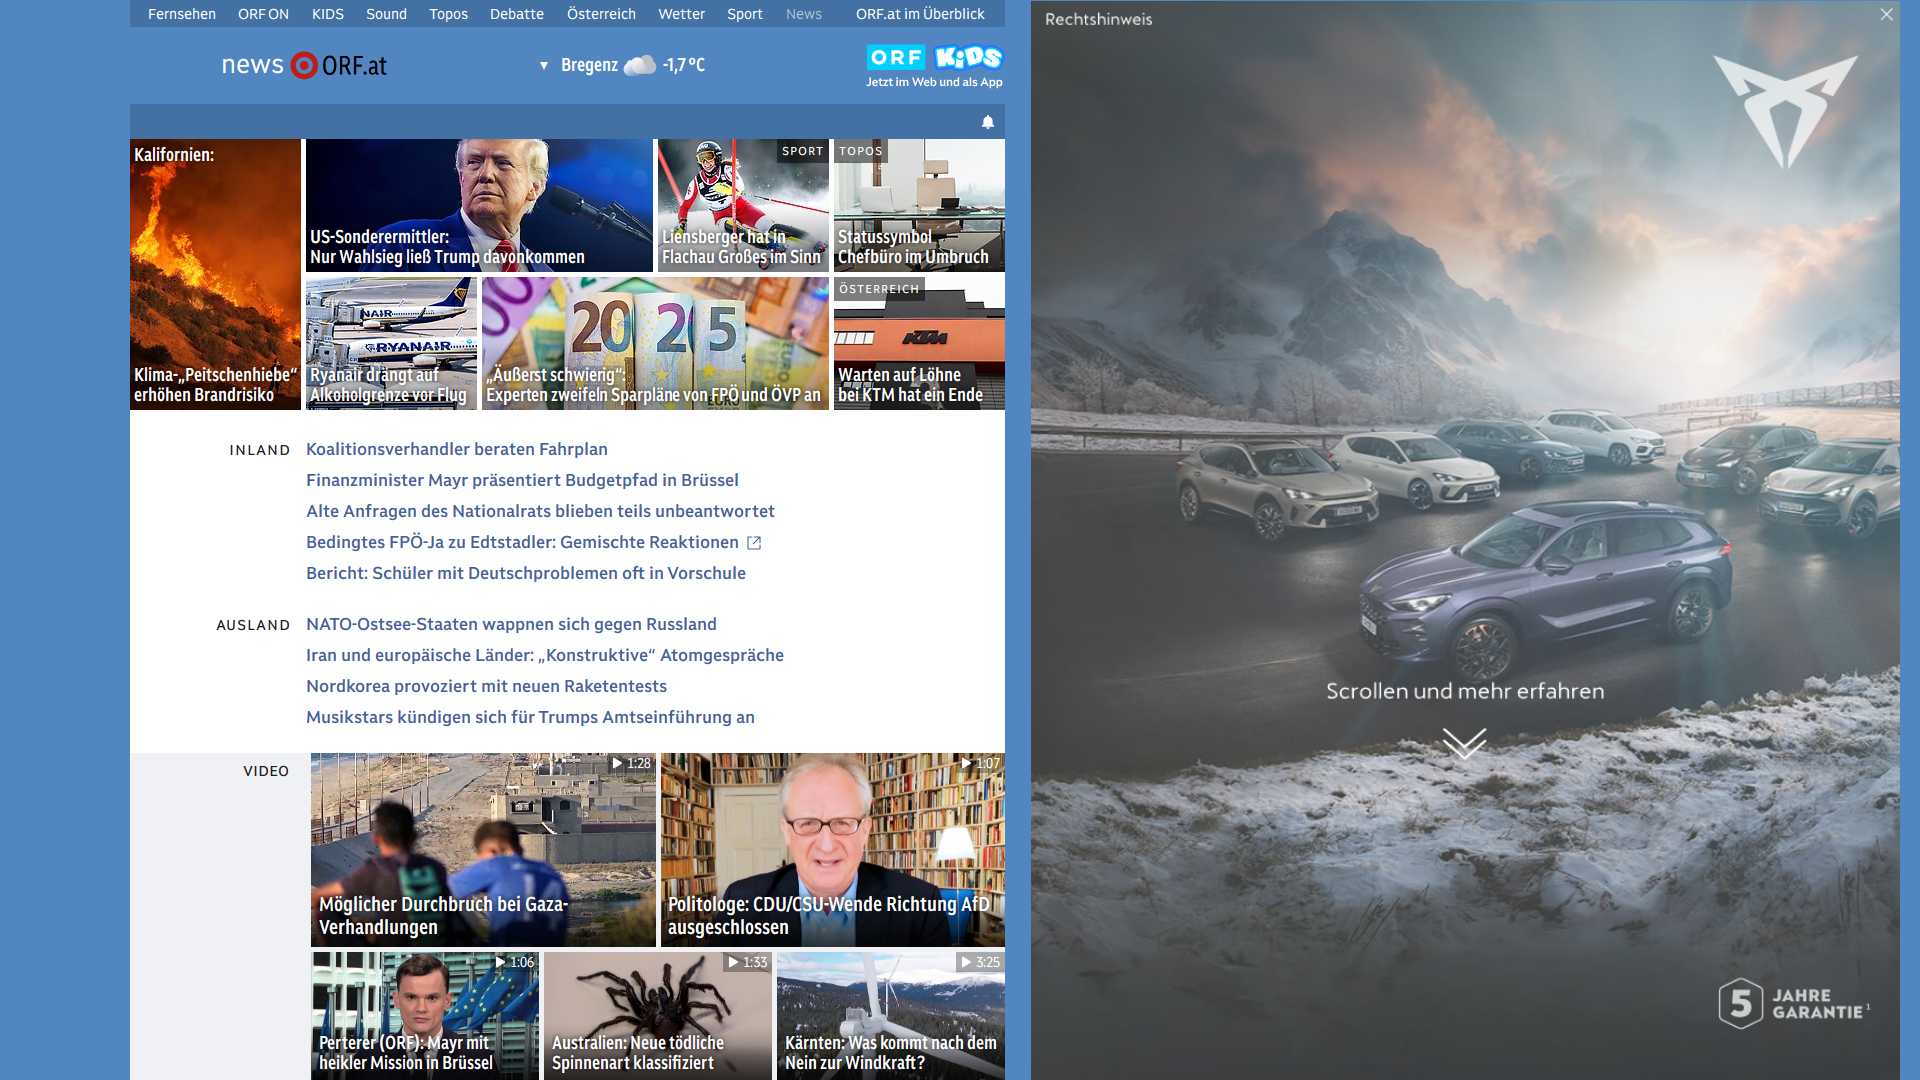 Fernsehen ORF ON KIDS Sound Topos Debatte Österreich Wetter Sport News ORF.at im Überblick
news ORF.at
Bregenz -1,7 °C
ORF KiDS
Jetzt im Web und als App
Kalifornien:
Klima-„Peitschenhiebe“
erhöhen Brandrisiko
US-Sonderermittler:
Nur Wahlsieg ließ Trump davonkommen
SPORT
Liensberger hat in
Flachau Großes im Sinn
TOPOS
Statussymbol
Chefbüro im Umbruch
RYANAIR
Ryanair drängt auf
Alkoholgrenze vor Flug
2025
„Äußerst schwierig“:
Experten zweifeln Sparpläne von FPÖ und ÖVP an
ÖSTERREICH
KTM
Warten auf Löhne
bei KTM hat ein Ende
INLAND
Koalitionsverhandler beraten Fahrplan
Finanzminister Mayr präsentiert Budgetpfad in Brüssel
Alte Anfragen des Nationalrats blieben teils unbeantwortet
Bedingtes FPÖ-Ja zu Edtstadler: Gemischte Reaktionen
Bericht: Schüler mit Deutschproblemen oft in Vorschule
AUSLAND
NATO-Ostsee-Staaten wappnen sich gegen Russland
Iran und europäische Länder: „Konstruktive“ Atomgespräche
Nordkorea provoziert mit neuen Raketentests
Musikstars kündigen sich für Trumps Amtseinführung an
VIDEO
1:28
Möglicher Durchbruch bei Gaza-
Verhandlungen
1:07
Politologe: CDU/CSU-Wende Richtung AfD
ausgeschlossen
1:06
Perterer (ORF): Mayr mit
heikler Mission in Brüssel
1:33
Australien: Neue tödliche
Spinnenart klassifiziert
3:25
Kärnten: Was kommt nach dem
Nein zur Windkraft?
Rechtshinweis
Scrollen und mehr erfahren
5 JAHRE
GARANTIE¹